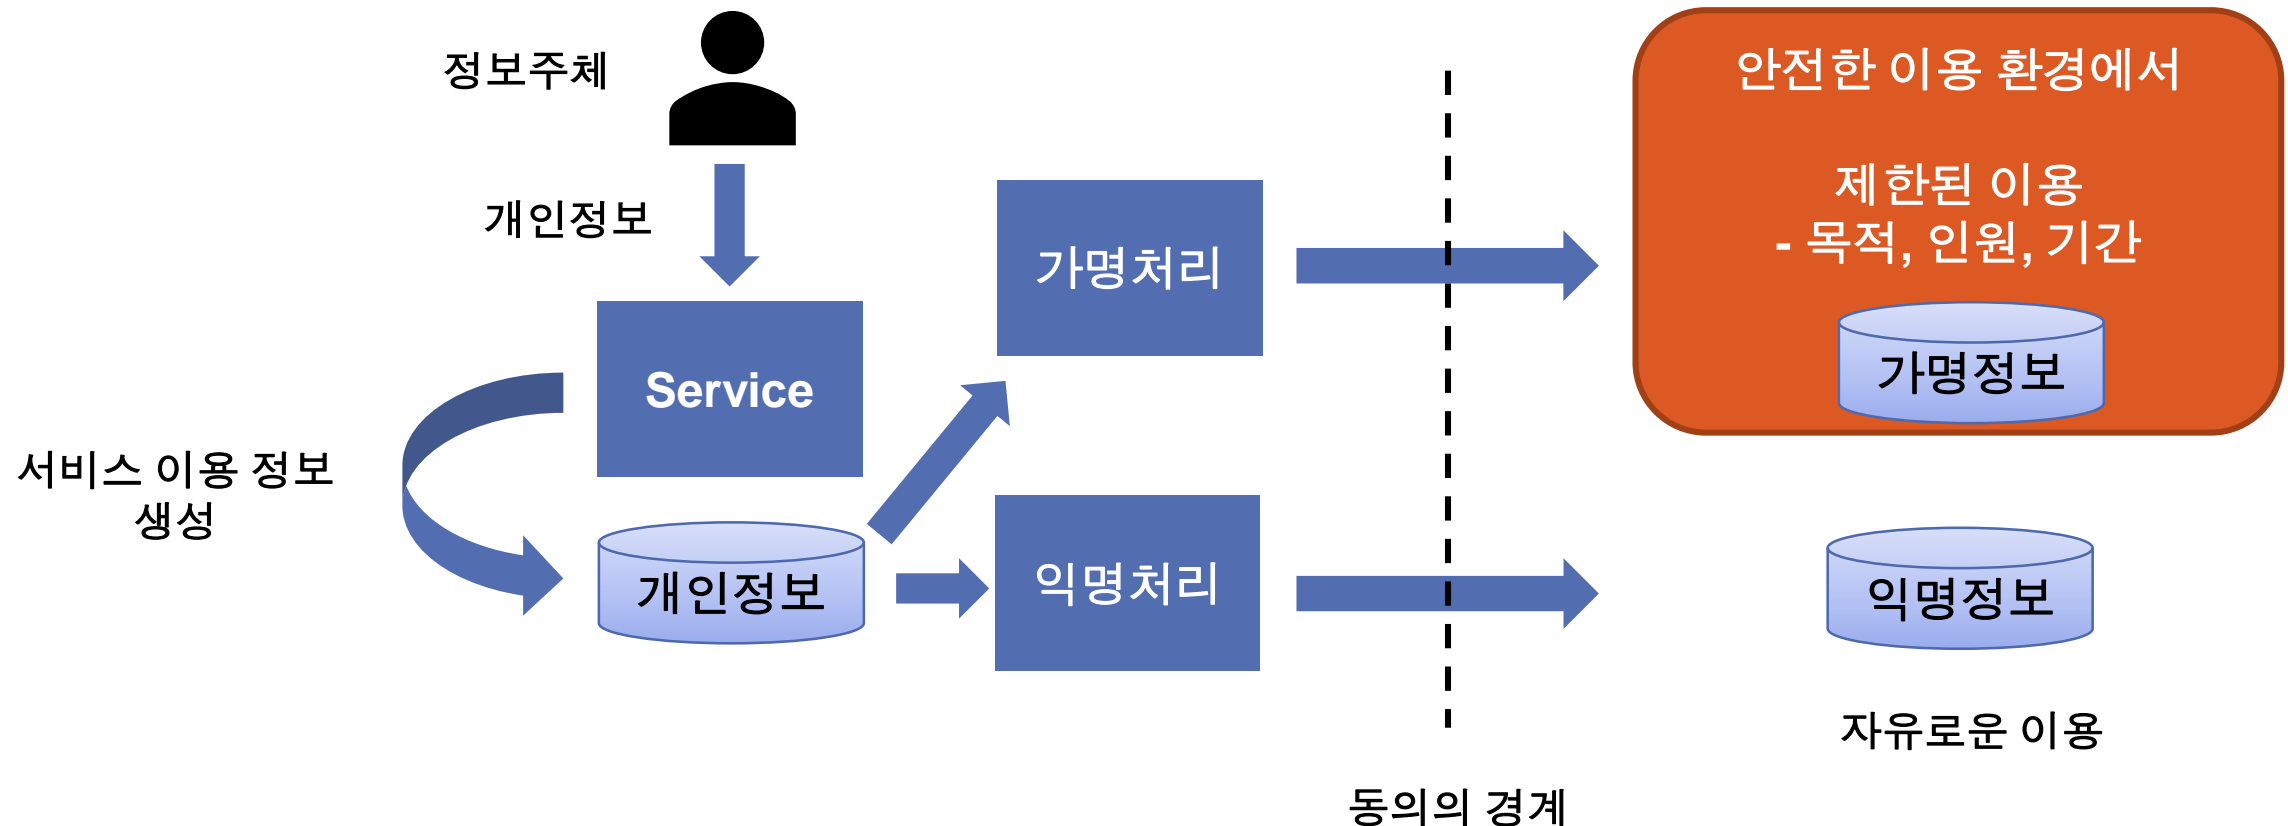 정보주체
개인정보
Service
서비스 이용 정보
생성
개인정보
가명처리
익명처리
동의의 경계
안전한 이용 환경에서
제한된 이용
- 목적, 인원, 기간
가명정보
익명정보
자유로운 이용